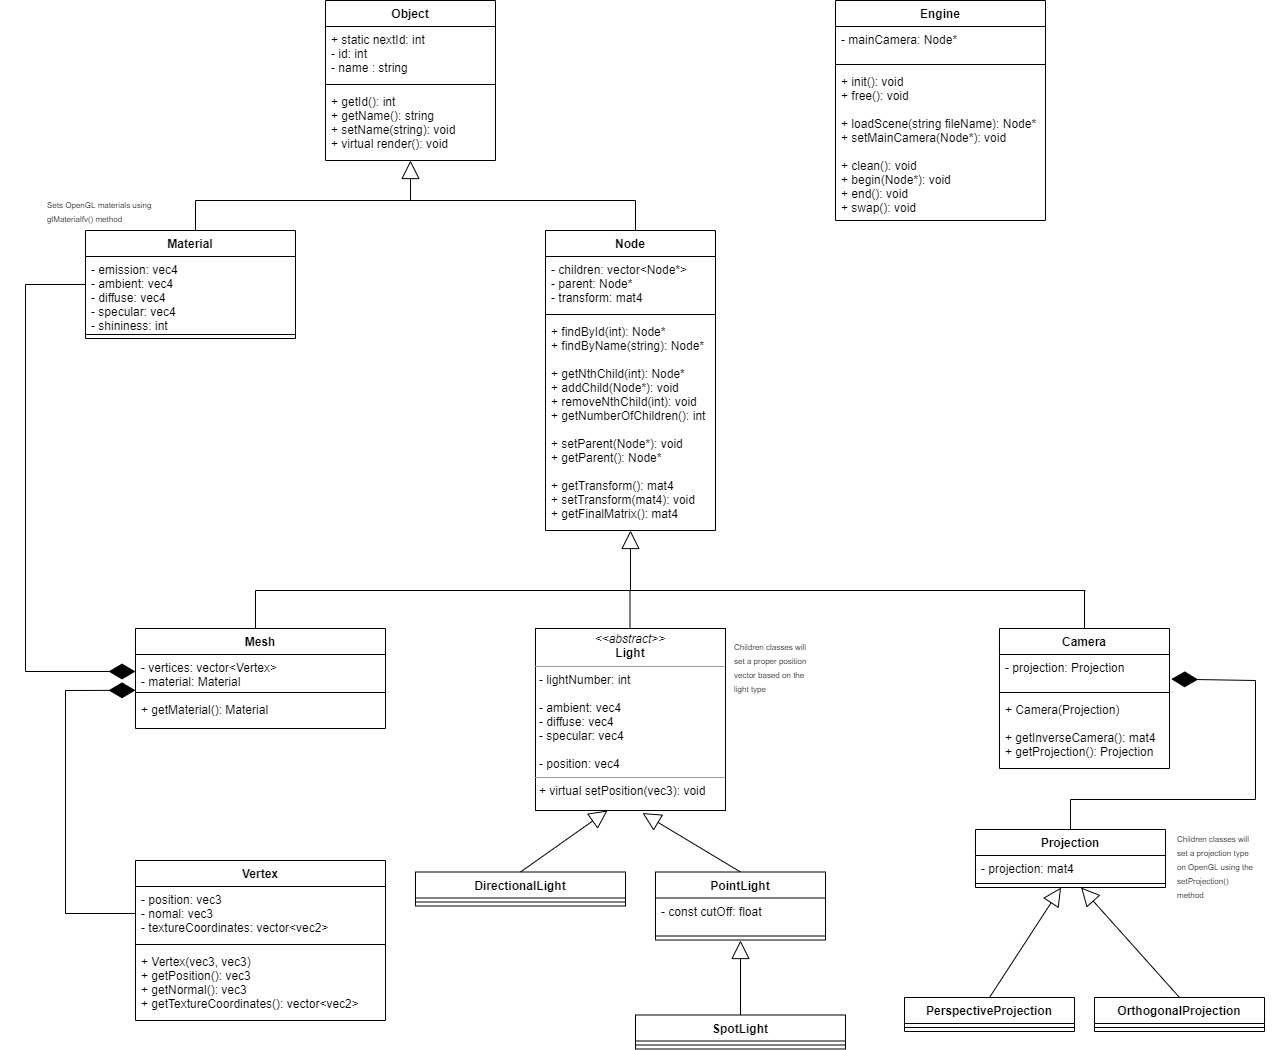 Object
+ static nextId: int
- id: int
- name : string
+ getId(): int
+ getName(): string
+ setName(string): void
+ virtual render(): void
Engine
- mainCamera: Node*
+ init(): void
+ free(): void
+ loadScene(string fileName): Node*
+ setMainCamera(Node*): void
+ clean(): void
+ begin(Node*): void
+ end(): void
+ swap(): void
Sets OpenGL materials using
glMaterialfv() method
Material
- emission: vec4
- ambient: vec4
- diffuse: vec4
- specular: vec4
- shininess: int
Node
- children: vector<Node*>
- parent: Node*
- transform: mat4
+ findById(int): Node*
+ findByName(string): Node*
+ getNthChild(int): Node*
+ addChild(Node*): void
+ removeNthChild(int): void
+ getNumberOfChildren(): int
+ setParent(Node*): void
+ getParent(): Node*
+ getTransform(): mat4
+ setTransform(mat4): void
+ getFinalMatrix(): mat4
Mesh
- vertices: vector<Vertex>
- material: Material
+ getMaterial(): Material
<<abstract>>
Light
- lightNumber: int
- ambient: vec4
- diffuse: vec4
- specular: vec4
- position: vec4
+ virtual setPosition(vec3): void
Children classes will
set a proper position
vector based on the
light type
Camera
- projection: Projection
+ Camera(Projection)
+ getInverseCamera(): mat4
+ getProjection(): Projection
Projection
- projection: mat4
Children classes will
set a projection type
on OpenGL using the
setProjection()
method
Vertex
- position: vec3
- nomal: vec3
- textureCoordinates: vector<vec2>
+ Vertex(vec3, vec3)
+ getPosition(): vec3
+ getNormal(): vec3
+ getTextureCoordinates(): vector<vec2>
DirectionalLight
PointLight
- const cutOff: float
SpotLight
PerspectiveProjection
OrthogonalProjection